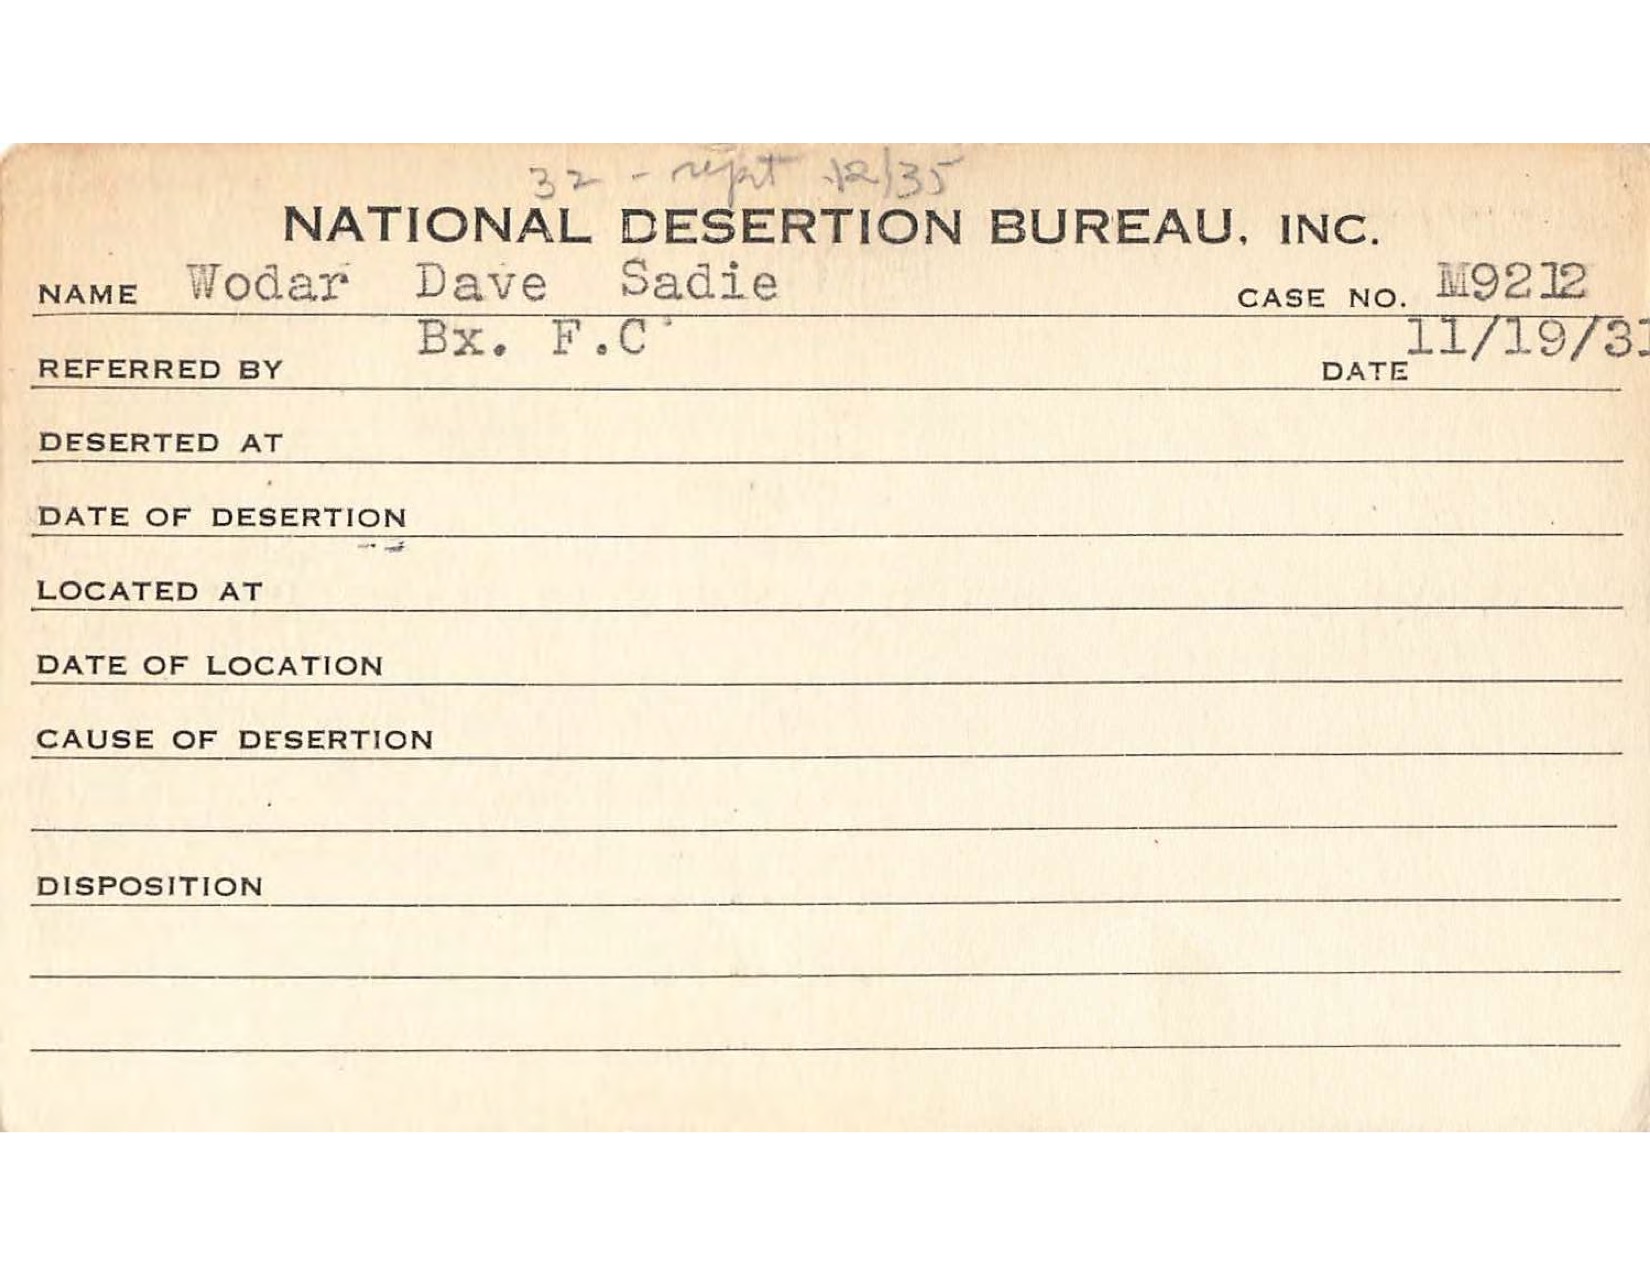 32 - rept 12/35
NATIONAL DESERTION BUREAU, INC.
NAME Wodar Dave Sadie CASE NO. M9212
REFERRED BY Bx. F.C. DATE 11/19/31
DESERTED AT
DATE OF DESERTION
LOCATED AT
DATE OF LOCATION
CAUSE OF DESERTION
DISPOSITION